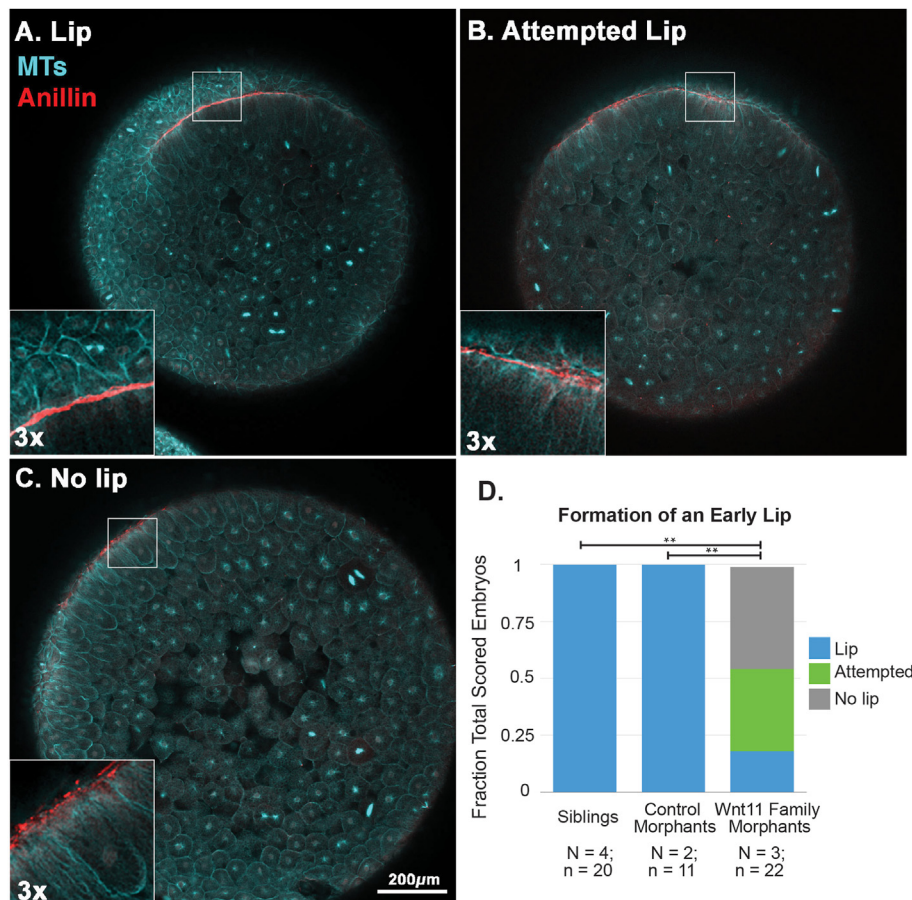 A. Lip
MTs
Anillin
3x
B. Attempted Lip
3x
C. No lip
3x
200µm
D.
Formation of an Early Lip
**
**
Fraction Total Scored Embryos
1
0.75
0.5
0.25
0
Lip
Attempted
No lip
Siblings
Control
Morphants
Wnt11 Family
Morphants
N = 4;
n = 20
N = 2;
n = 11
N = 3;
n = 22